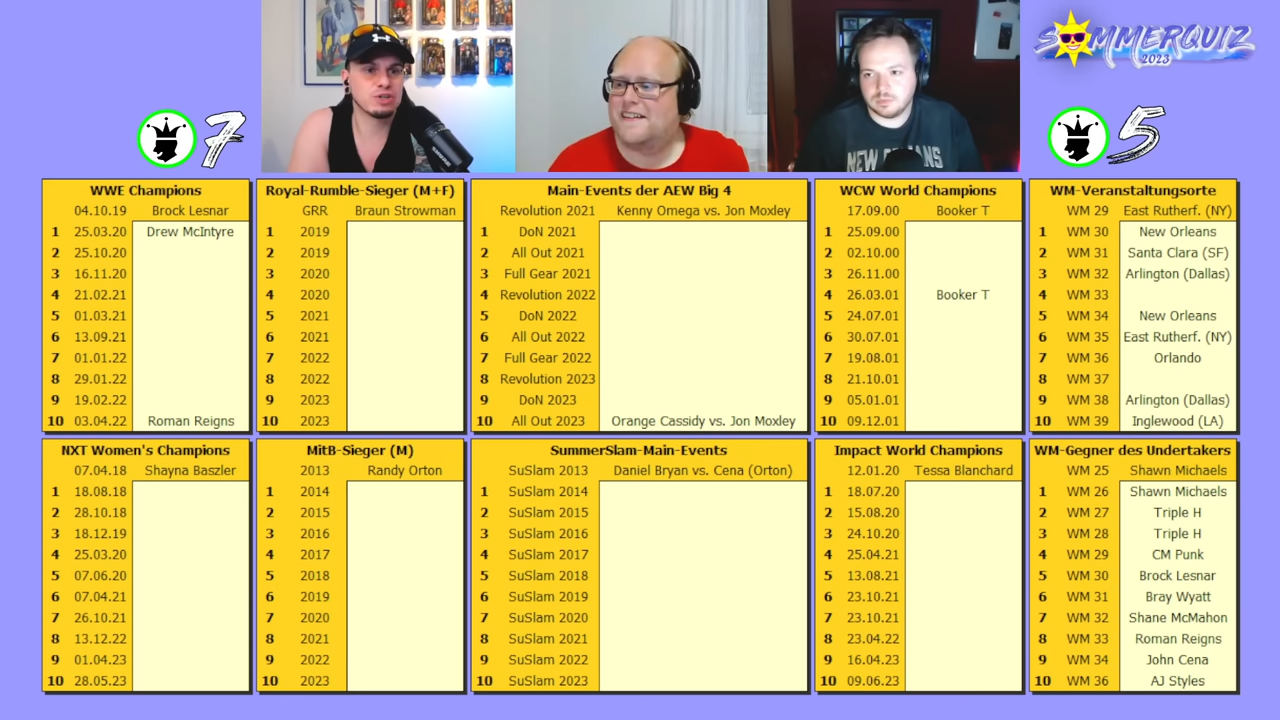 SOMMERQUIZ
2023
7
5
NEW ORLEANS
WWE Champions
04.10.19 Brock Lesnar
1 25.03.20 Drew McIntyre
2 25.10.20
3 16.11.20
4 21.02.21
5 01.03.21
6 13.09.21
7 01.01.22
8 29.01.22
9 19.02.22
10 03.04.22 Roman Reigns
Royal-Rumble-Sieger (M+F)
GRR Braun Strowman
1 2019
2 2019
3 2020
4 2020
5 2021
6 2021
7 2022
8 2022
9 2023
10 2023
Main-Events der AEW Big 4
Revolution 2021 Kenny Omega vs. Jon Moxley
1 DoN 2021
2 All Out 2021
3 Full Gear 2021
4 Revolution 2022
5 DoN 2022
6 All Out 2022
7 Full Gear 2022
8 Revolution 2023
9 DoN 2023
10 All Out 2023 Orange Cassidy vs. Jon Moxley
WCW World Champions
17.09.00 Booker T
1 25.09.00
2 02.10.00
3 26.11.00
4 26.03.01 Booker T
5 24.07.01
6 30.07.01
7 19.08.01
8 21.10.01
9 05.01.01
10 09.12.01
WM-Veranstaltungsorte
WM 29 East Rutherf. (NY)
1 WM 30 New Orleans
2 WM 31 Santa Clara (SF)
3 WM 32 Arlington (Dallas)
4 WM 33
5 WM 34 New Orleans
6 WM 35 East Rutherf. (NY)
7 WM 36 Orlando
8 WM 37
9 WM 38 Arlington (Dallas)
10 WM 39 Inglewood (LA)
NXT Women's Champions
07.04.18 Shayna Baszler
1 18.08.18
2 28.10.18
3 18.12.19
4 25.03.20
5 07.06.20
6 07.04.21
7 26.10.21
8 13.12.22
9 01.04.23
10 28.05.23
MitB-Sieger (M)
2013 Randy Orton
1 2014
2 2015
3 2016
4 2017
5 2018
6 2019
7 2020
8 2021
9 2022
10 2023
SummerSlam-Main-Events
SuSlam 2013 Daniel Bryan vs. Cena (Orton)
1 SuSlam 2014
2 SuSlam 2015
3 SuSlam 2016
4 SuSlam 2017
5 SuSlam 2018
6 SuSlam 2019
7 SuSlam 2020
8 SuSlam 2021
9 SuSlam 2022
10 SuSlam 2023
Impact World Champions
12.01.20 Tessa Blanchard
1 18.07.20
2 15.08.20
3 24.10.20
4 25.04.21
5 13.08.21
6 23.10.21
7 23.10.21
8 23.04.22
9 16.04.23
10 09.06.23
WM-Gegner des Undertakers
WM 25 Shawn Michaels
1 WM 26 Shawn Michaels
2 WM 27 Triple H
3 WM 28 Triple H
4 WM 29 CM Punk
5 WM 30 Brock Lesnar
6 WM 31 Bray Wyatt
7 WM 32 Shane McMahon
8 WM 33 Roman Reigns
9 WM 34 John Cena
10 WM 36 AJ Styles